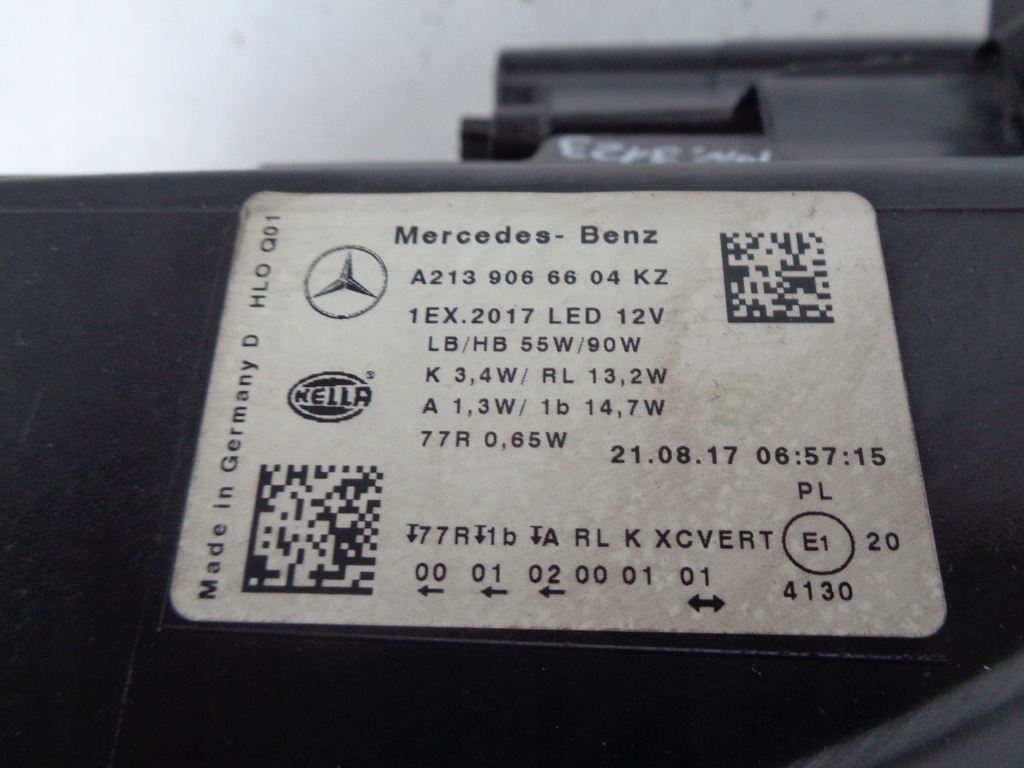 Mercedes- Benz
A213 906 66 04 KZ
1EX.2017 LED 12V
LB/HB 55W/90W
K 3,4W/ RL 13,2W
A 1,3W/ 1b 14,7W
77R 0,65W
21.08.17 06:57:15
PL
↧77R↧1b ↧A RL K XCVERT E1 20
00 01 02 00 01 01
← ← ← ↔
4130
HELLA®
Made in Germany D HLO Q01